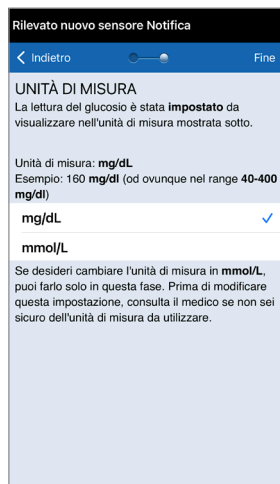 Rilevato nuovo sensore Notifica
Indietro
Fine
UNITÀ DI MISURA
La lettura del glucosio è stata impostato da
visualizzare nell'unità di misura mostrata sotto.
Unità di misura: mg/dL
Esempio: 160 mg/dl (od ovunque nel range 40-400
mg/dl)
mg/dL
mmol/L
Se desideri cambiare l'unità di misura in mmol/L,
puoi farlo solo in questa fase. Prima di modificare
questa impostazione, consulta il medico se non sei
sicuro dell'unità di misura da utilizzare.